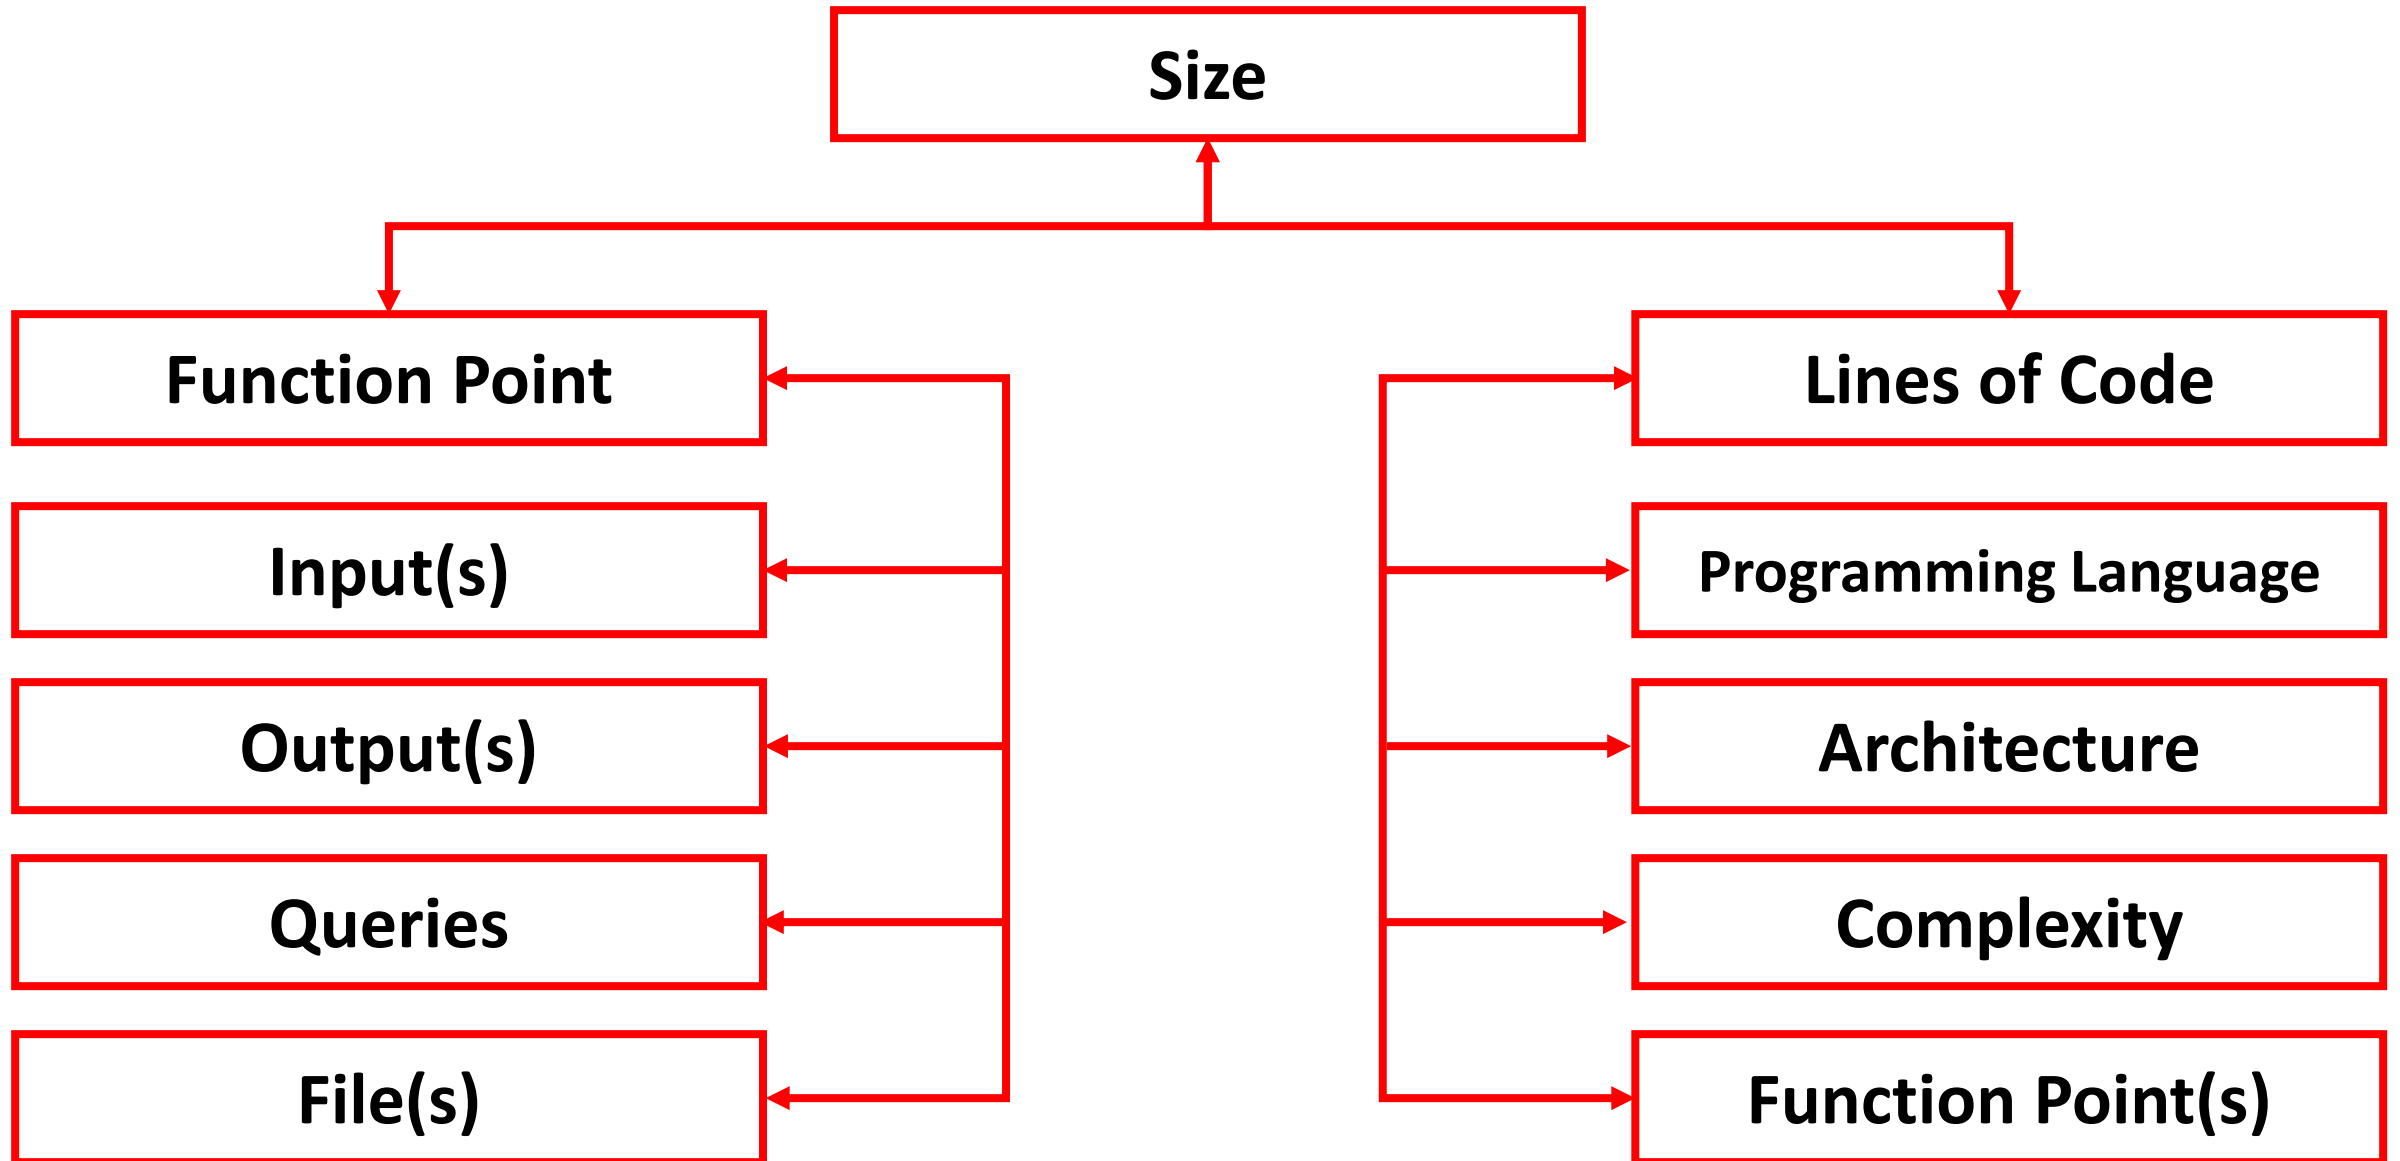 Size
Function Point
Input(s)
Output(s)
Queries
File(s)
Lines of Code
Programming Language
Architecture
Complexity
Function Point(s)